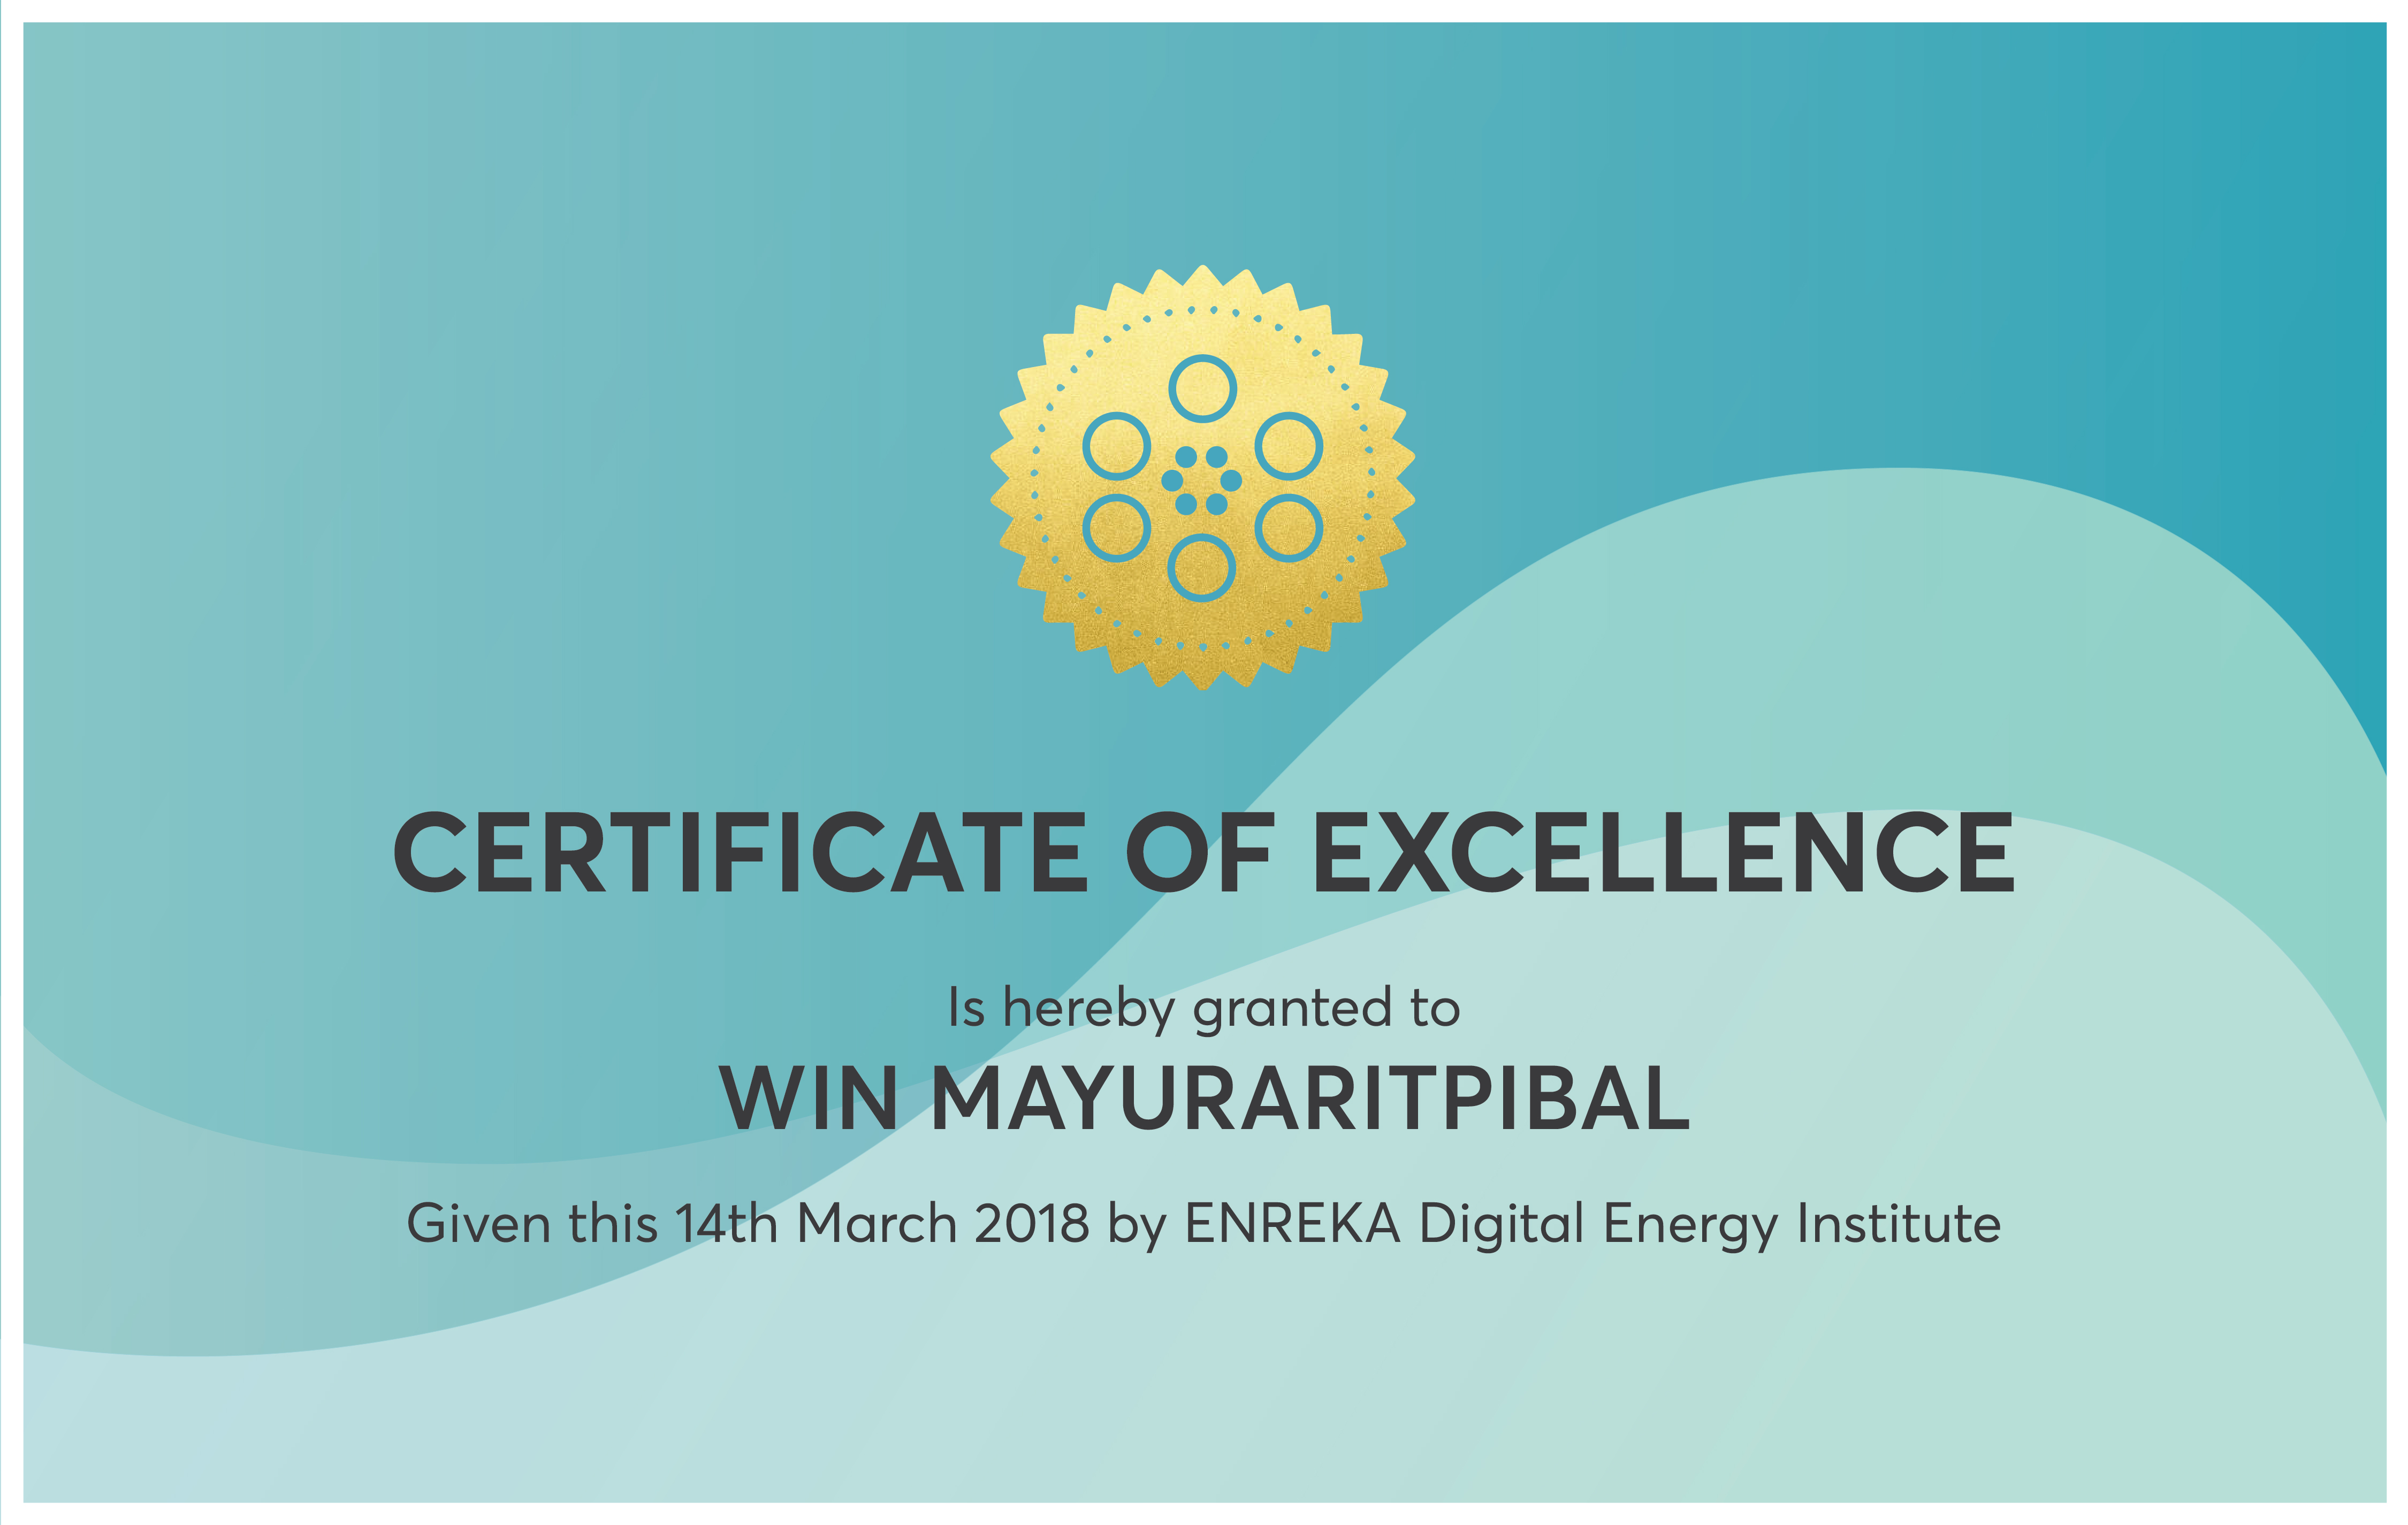 CERTIFICATE OF EXCELLENCE
Is hereby granted to
WIN MAYURARITPIBAL
Given this 14th March 2018 by ENREKA Digital Energy Institute